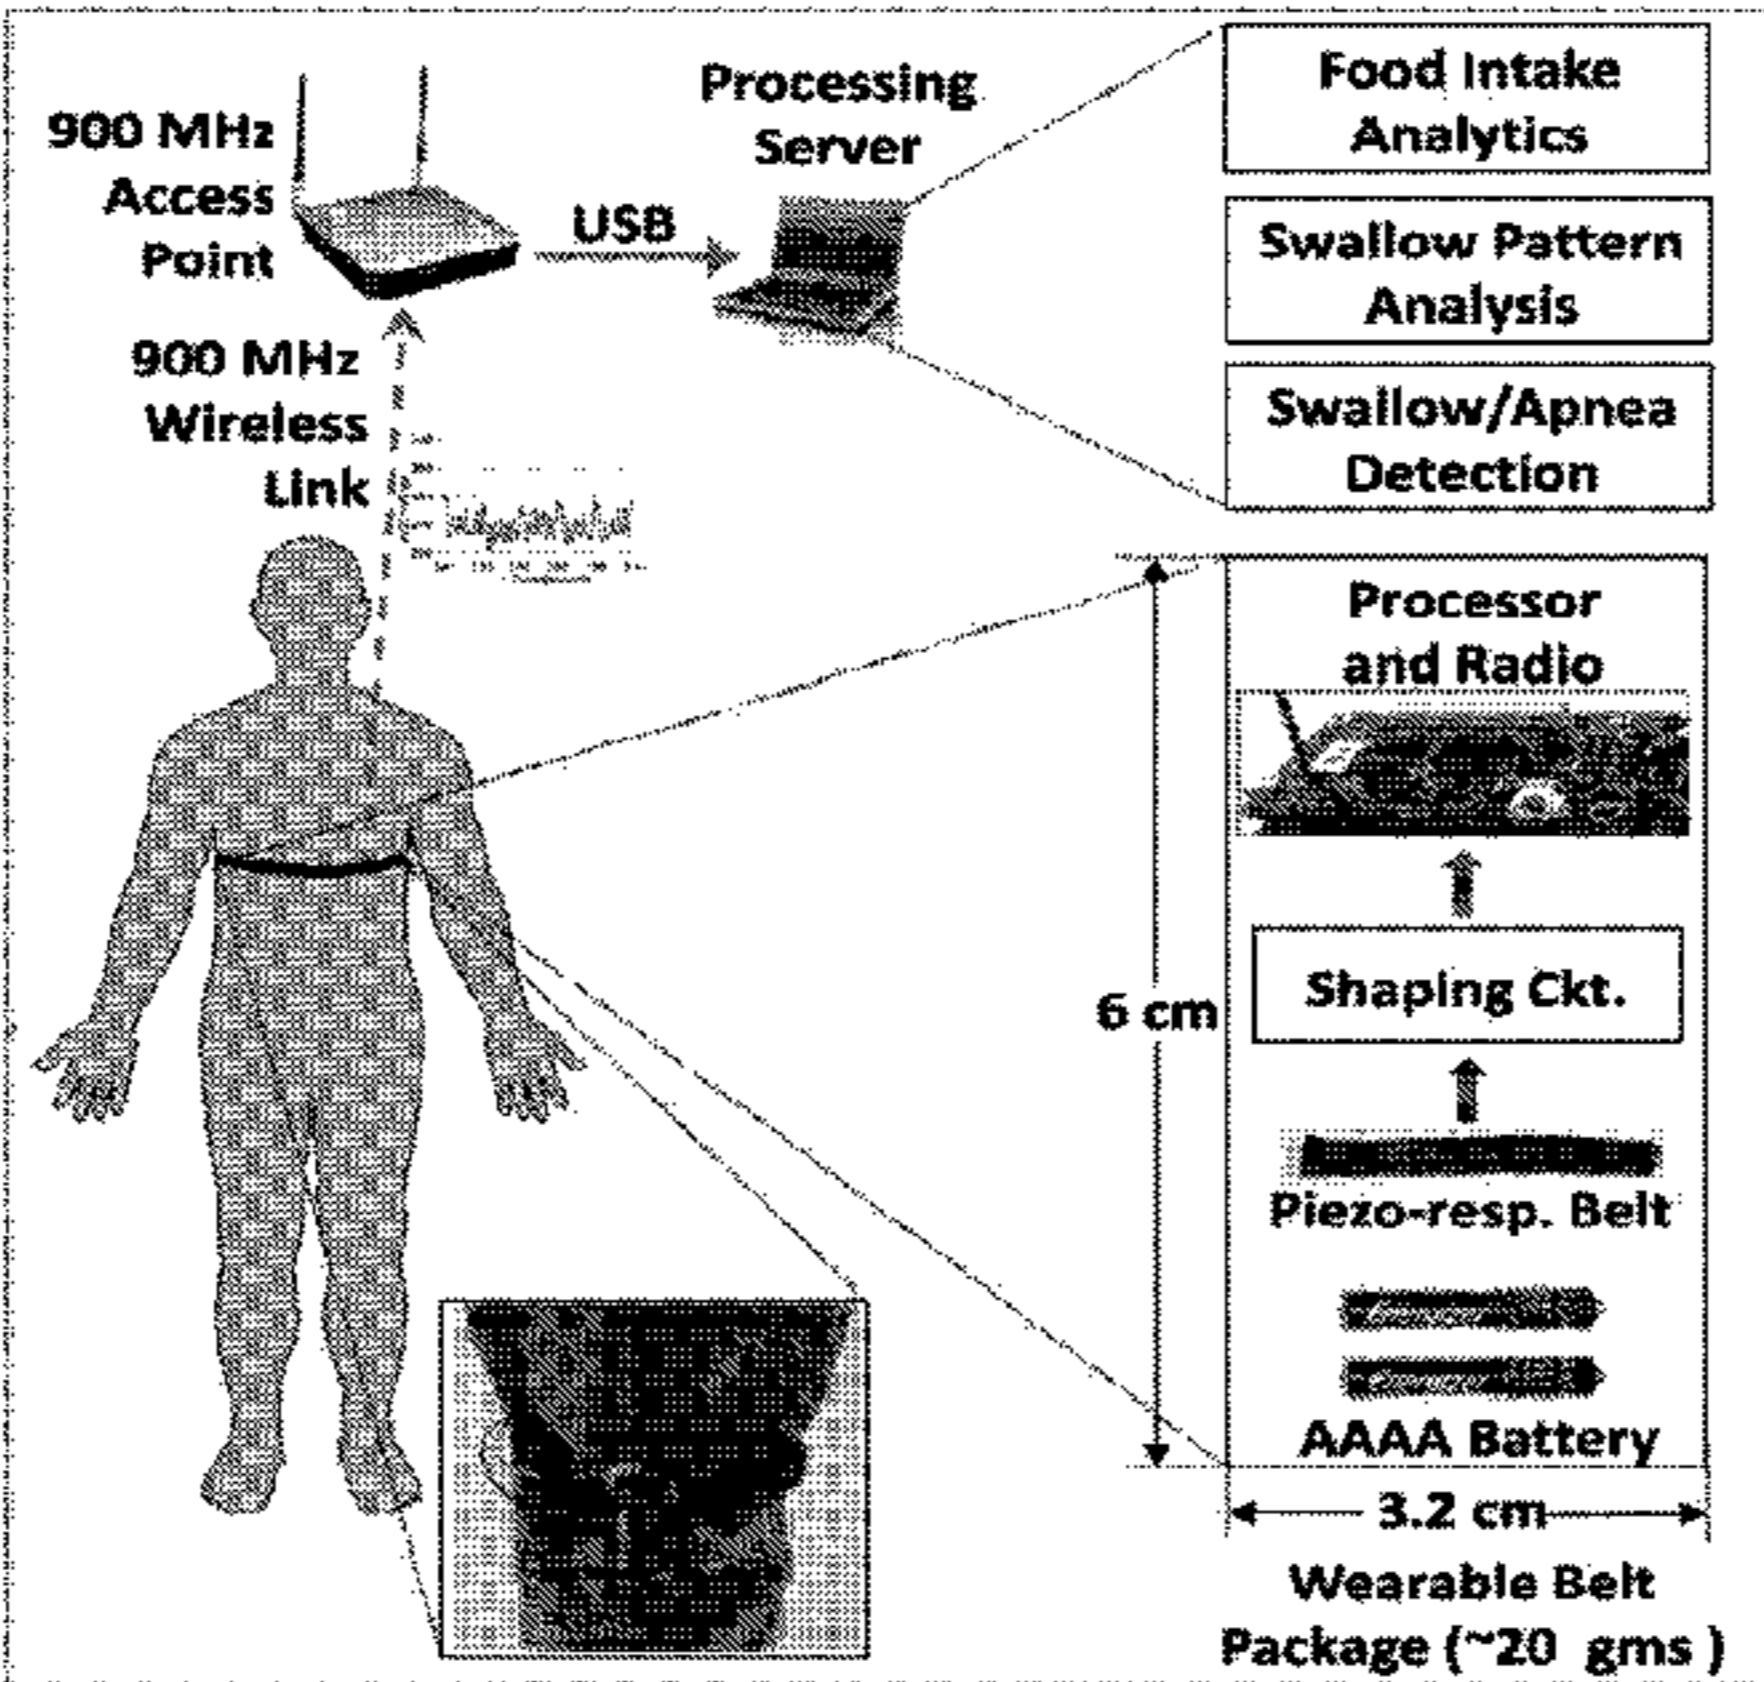 900 MHz
Access
Point
USB
Processing
Server
Food Intake
Analytics
Swallow Pattern
Analysis
Swallow/Apnea
Detection
900 MHz
Wireless
Link
Processor
and Radio
Shaping Ckt.
6 cm
Piezo-resp. Belt
AAAA Battery
3.2 cm
Wearable Belt
Package (~20 gms )